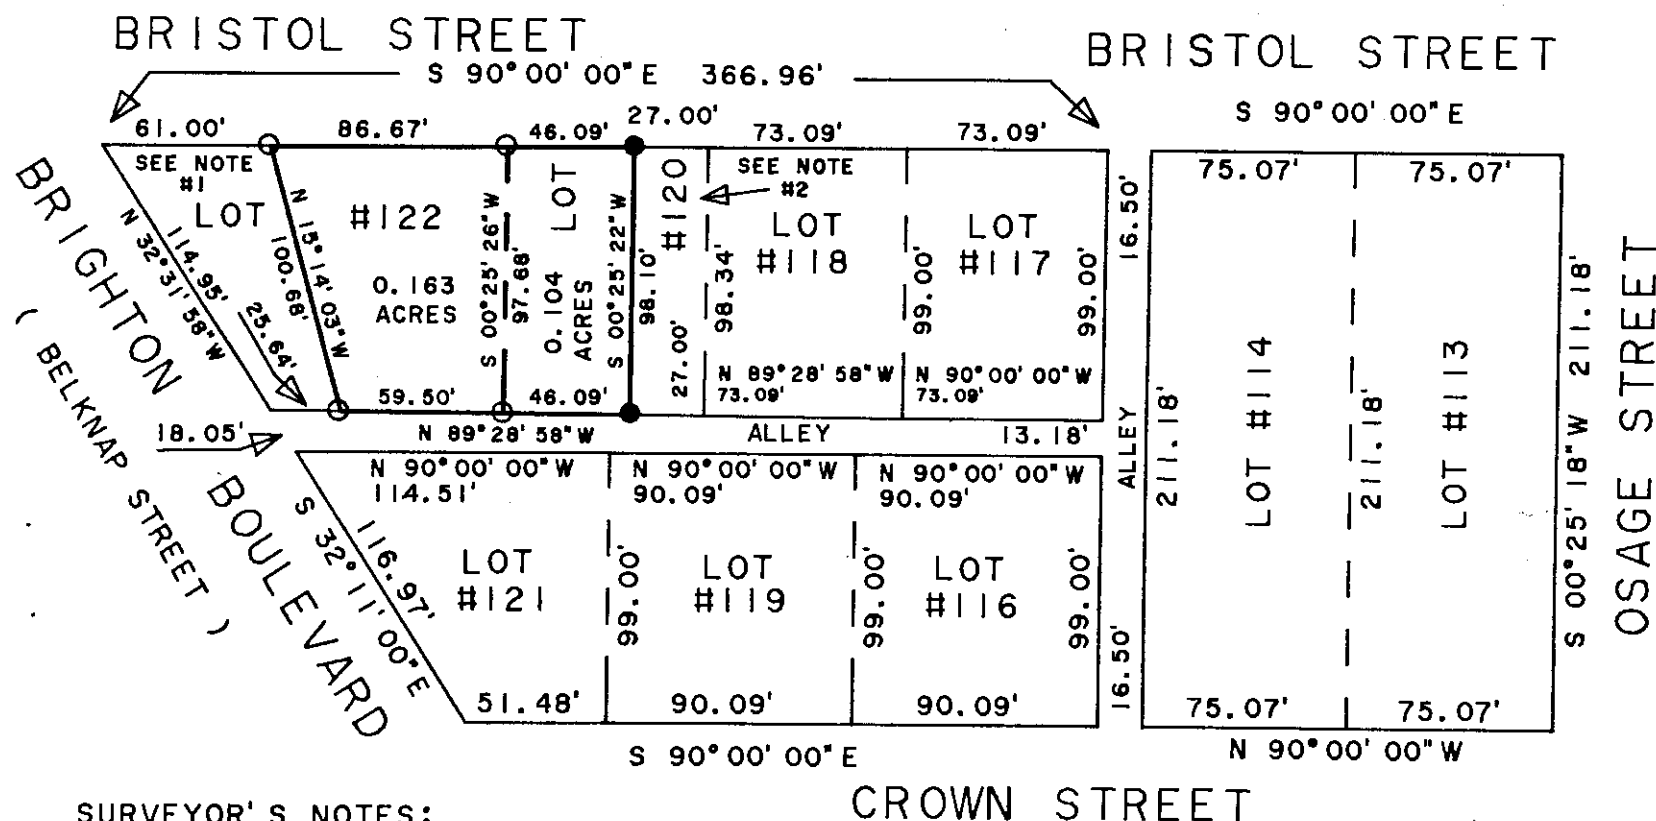 BRISTOL STREET
S 90°00'00"E 366.96'
BRISTOL STREET
S 90°00'00"E
61.00'
86.67'
46.09'
27.00'
73.09'
73.09'
75.07'
75.07'
SEE NOTE
#1
LOT
#122
0.163
ACRES
N 15°14'03"W
100.68'
S 00°25'26"W
97.68'
LOT
0.104
ACRES
S 00°25'22"W
98.10'
#120
27.00'
SEE NOTE
#2
LOT
#118
98.34'
N 89°28'58"W
73.09'
LOT
#117
99.00'
99.00'
N 90°00'00"W
73.09'
16.50'
BRIGHTON
BOULEVARD
( BELKNAP STREET )
114.95'
N 32°31'58"W
25.64'
59.50'
46.09'
18.05'
N 89°28'58"W
ALLEY
13.18'
ALLEY
N 90°00'00"W
114.51'
N 90°00'00"W
90.09'
N 90°00'00"W
90.09'
116.97'
S 32°11'00"E
LOT
#121
99.00'
LOT
#119
99.00'
LOT
#116
99.00'
16.50'
51.48'
90.09'
90.09'
S 90°00'00"E
211.18'
LOT #114
211.18'
LOT #113
211.18'
S 00°25'18"W
OSAGE STREET
75.07'
75.07'
N 90°00'00"W
CROWN STREET
SURVEYOR'S NOTES: